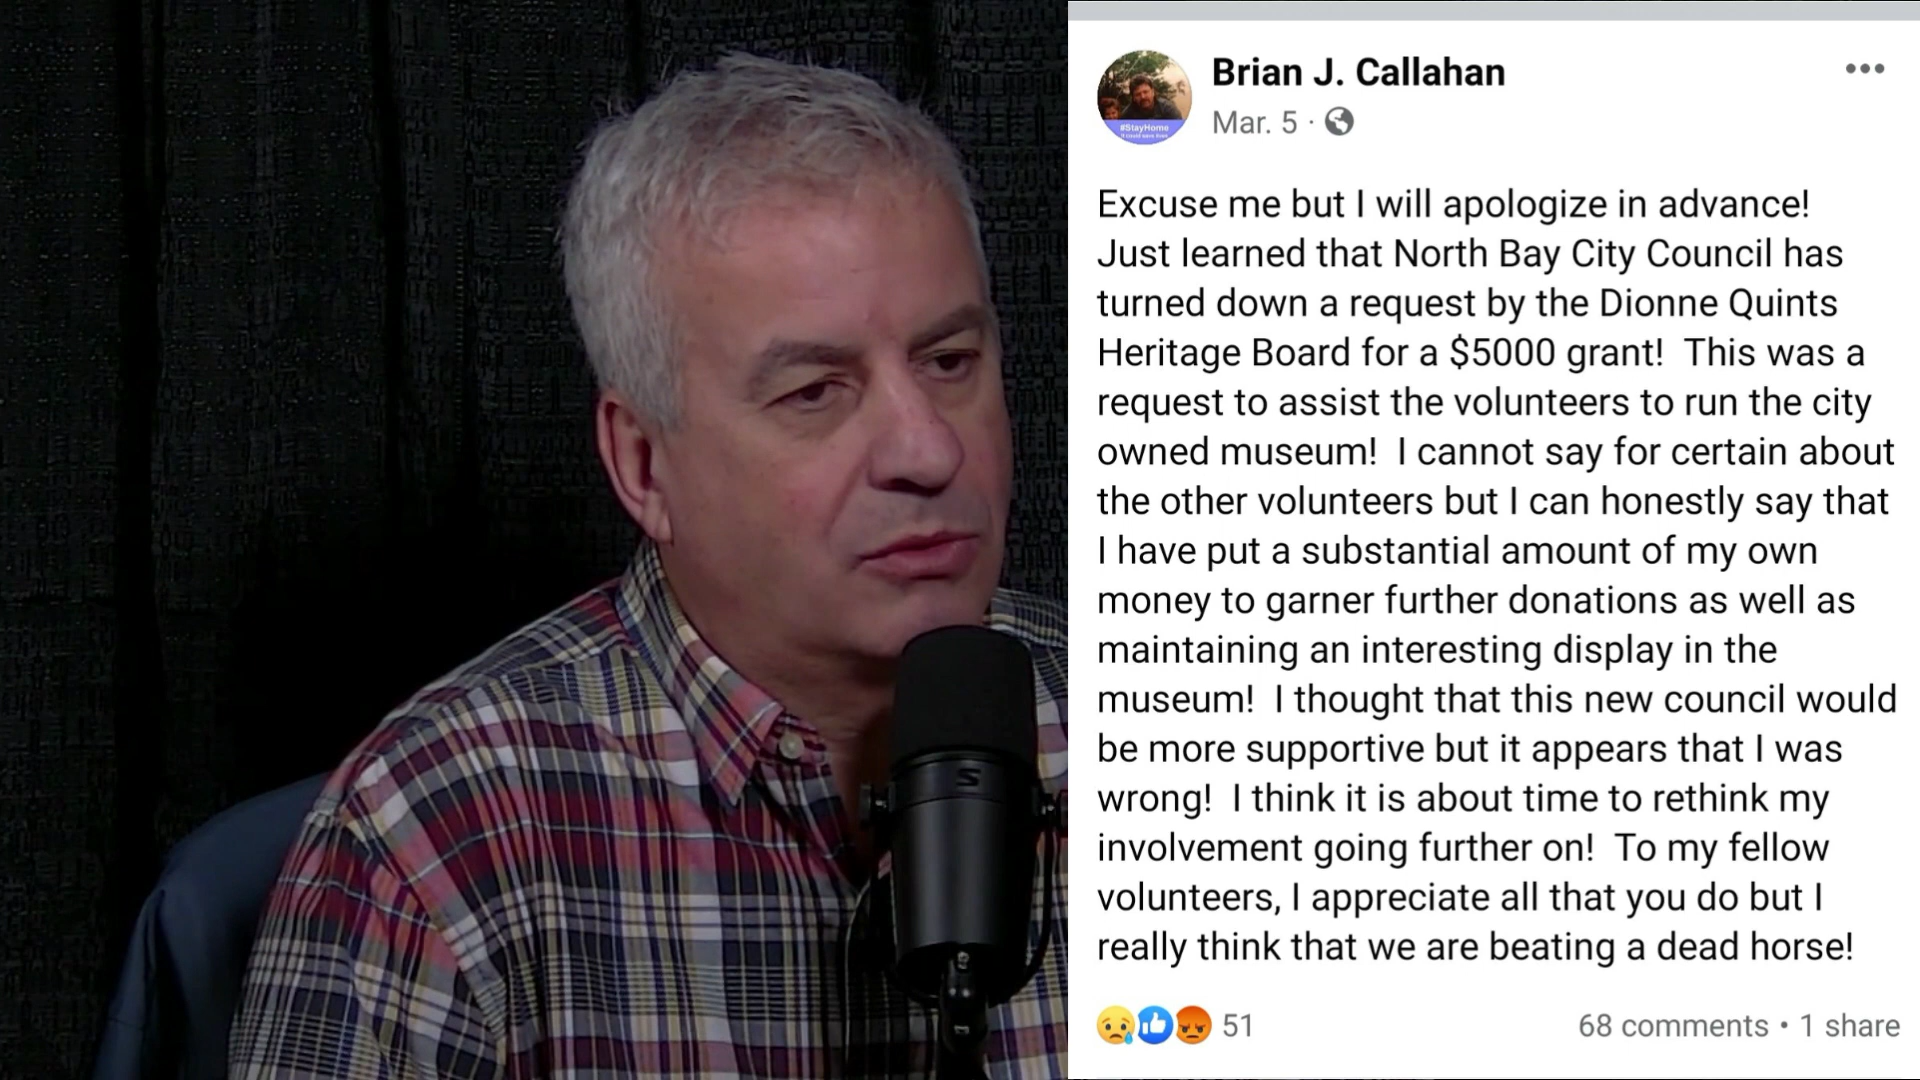 Brian J. Callahan
Mar. 5 ·
#StayHome
Excuse me but I will apologize in advance!
Just learned that North Bay City Council has
turned down a request by the Dionne Quints
Heritage Board for a $5000 grant!  This was a
request to assist the volunteers to run the city
owned museum!  I cannot say for certain about
the other volunteers but I can honestly say that
I have put a substantial amount of my own
money to garner further donations as well as
maintaining an interesting display in the
museum!  I thought that this new council would
be more supportive but it appears that I was
wrong!  I think it is about time to rethink my
involvement going further on!  To my fellow
volunteers, I appreciate all that you do but I
really think that we are beating a dead horse!
51
68 comments • 1 share